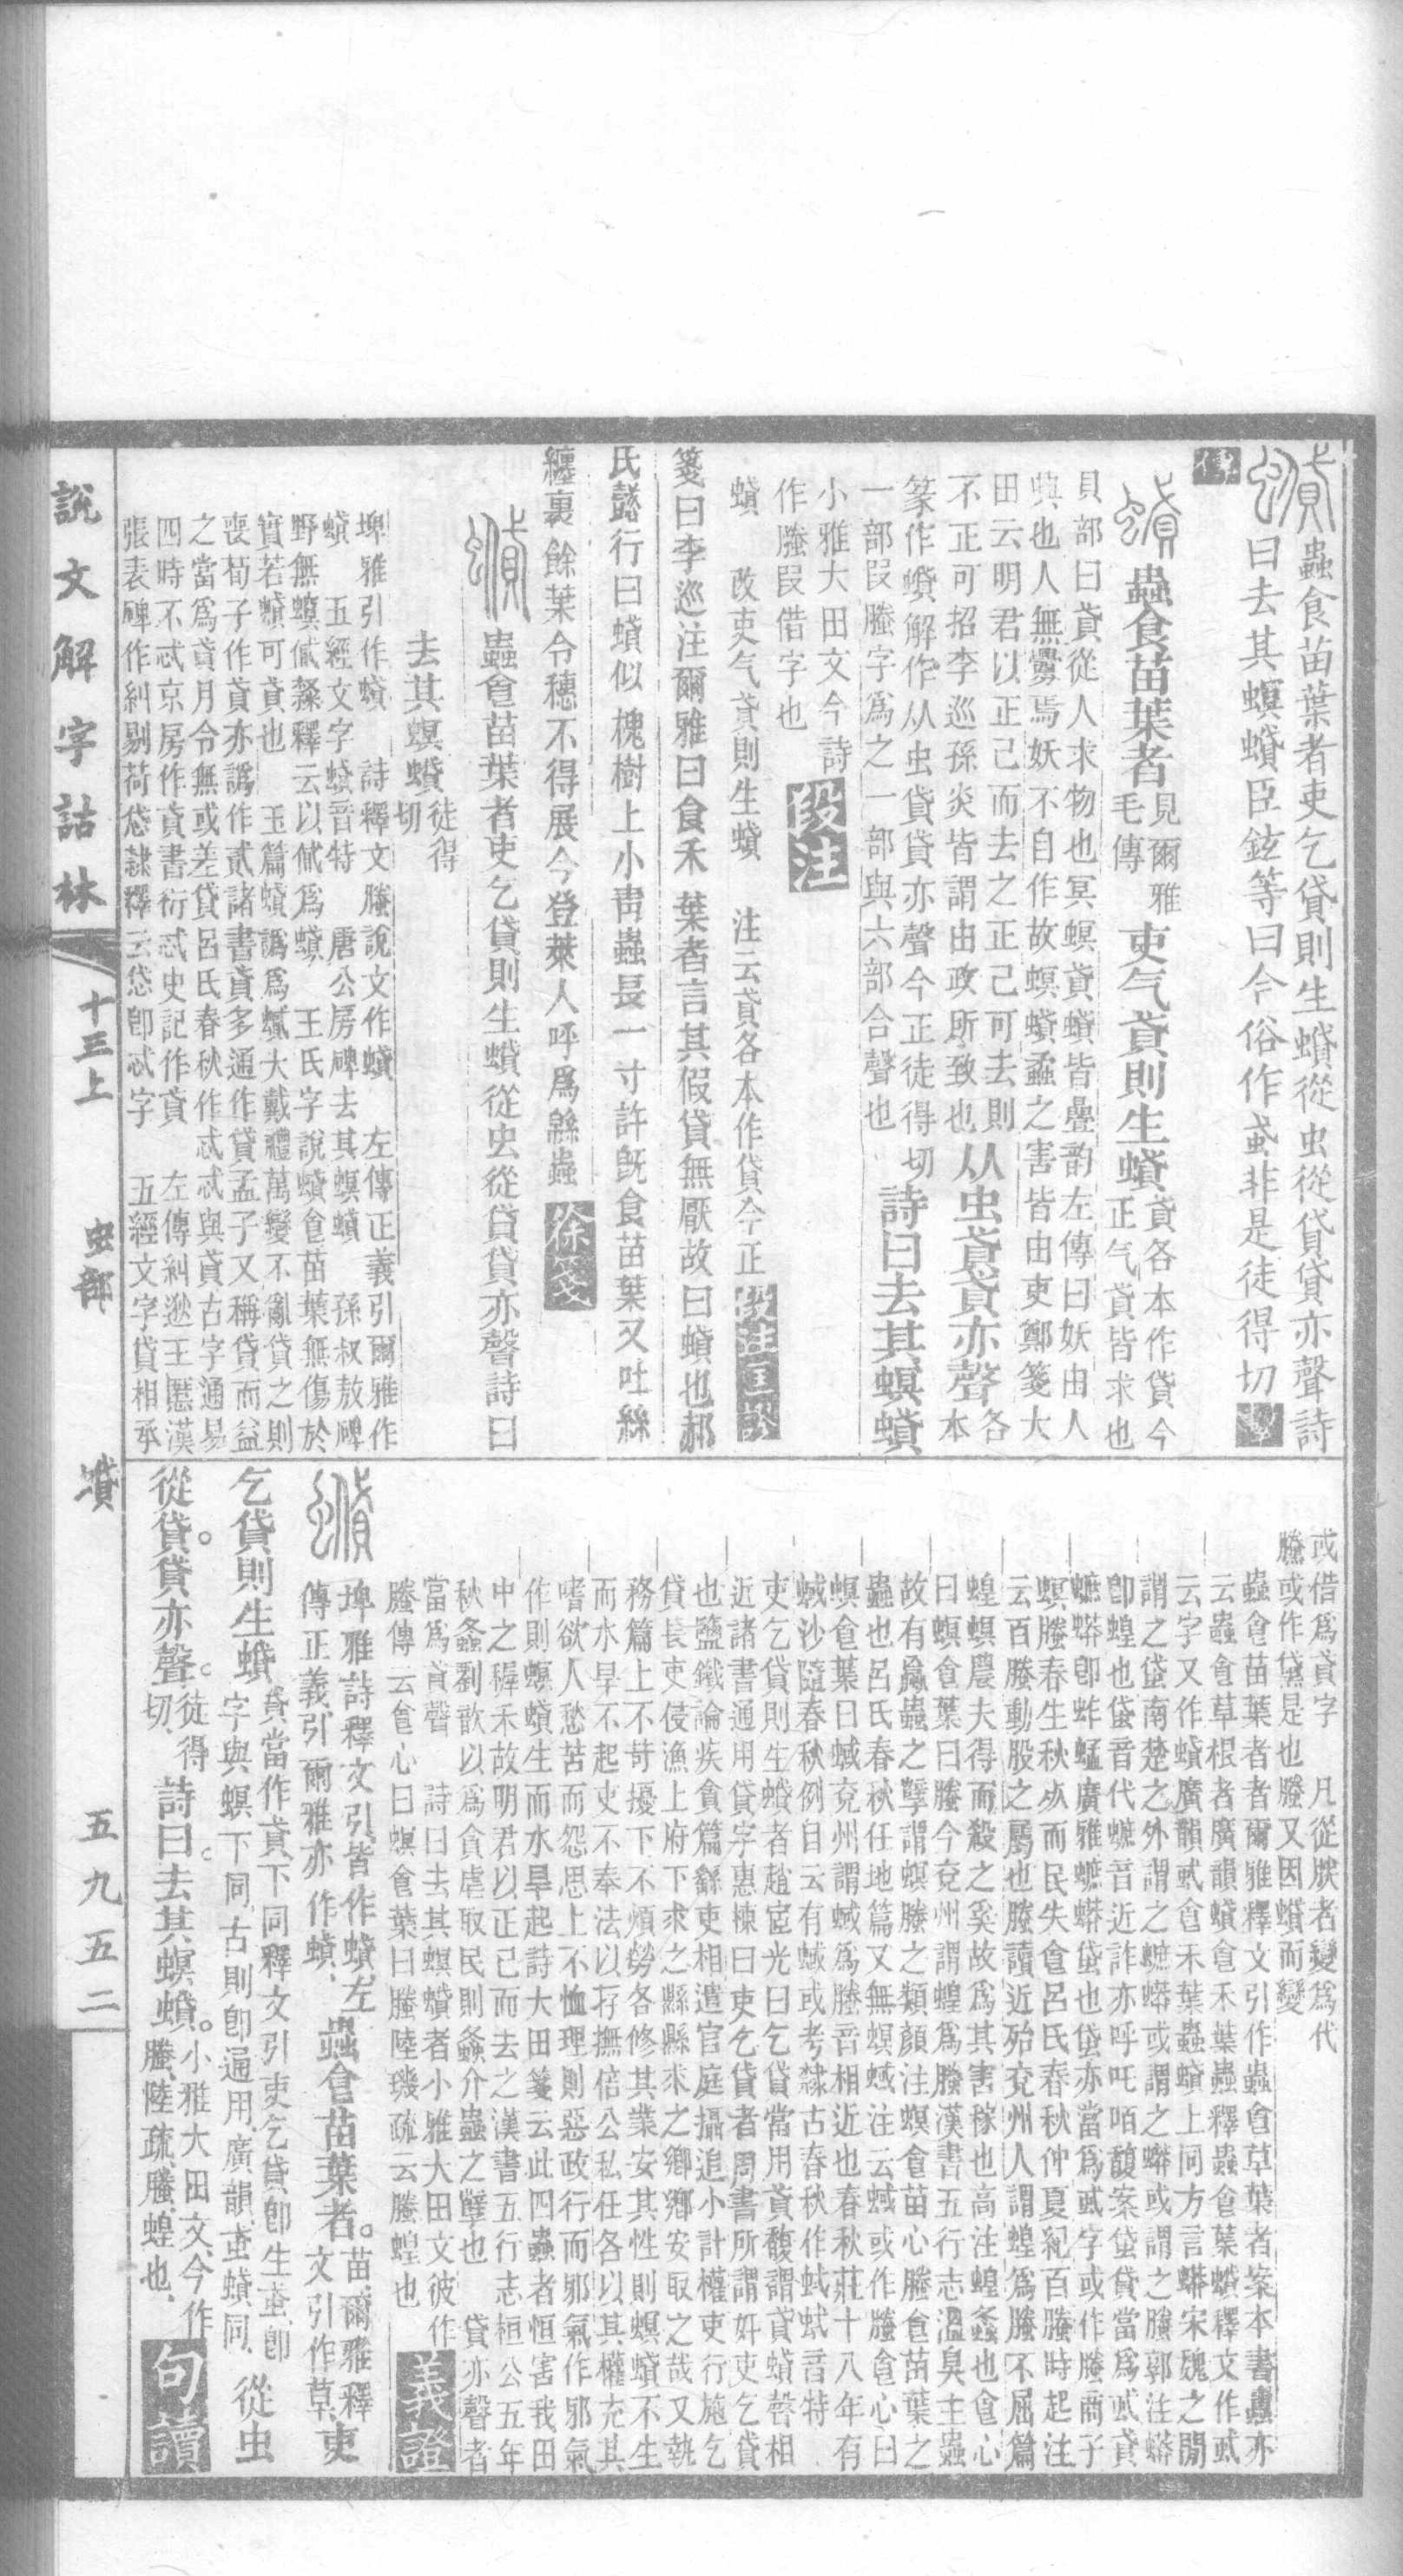 蟘蟲食苗葉者吏乞貸則生蟘從虫從貸貸亦聲詩
曰去其螟蟘臣鉉等曰今俗作𧈩非是徒得切
蟘蟲食苗葉者見爾雅毛傳吏气貣則生蟘貣各本作貸今正气貣皆求也
貝部曰貣從人求物也冥螟貣蟘皆疊韵左傳曰妖由人
興也人無釁焉妖不自作故螟蟘蟊之害皆由吏鄭箋大
田云明君以正己而去之正己可去則
不正可招李巡孫炎皆謂由政所致也从虫貣貣亦聲各本
篆作蟘解作从虫貸貸亦聲今正徒得切詩曰去其螟蟘
一部叚螣字爲之一部與六部合聲也
小雅大田文今詩
作螣叚借字也
段注
蟘 改吏气貣則生蟘 注云貣各本作貸今正
段注匡謬
箋曰李巡注爾雅曰食禾葉者言其假貸無厭故曰蟘也郝
氏懿行曰蟘似槐樹上小靑蟲長一寸許旣食苗葉又吐絲
纏裹餘葉令穗不得展今登萊人呼爲緜蟲
徐箋
蟘蟲食苗葉者吏乞貸則生蟘從虫從貸貸亦聲詩曰
去其螟蟘徒得切
埤雅引作蟘 詩釋文螣說文作蟘 左傳正義引爾雅作
蟘 五經文字蟘音特 唐公房碑去其螟蟘 孫叔敖碑
野無螟 釋云以 爲蟘 王氏字說蟘食苗葉無傷於
實若蟘可貣也 玉篇蟘譌爲蟦大戴禮萬變不亂貸之則
喪荀子作貣亦譌作貳諸書貣多通作貸孟子又稱貸而益
之當爲貣月令無或差貸呂氏春秋作忒忒與貣古字通易
四時不忒京房作貣書衍忒史記作貣 左傳糾逖王慝漢
張表碑作糾剔荷 隸釋云 卽忒字 五經文字貸相承
或借爲貣字 凡從朕者變爲代
螣或作 是也螣又因蟘而變
蟲食苗葉者者爾雅釋文引作蟲食草葉者案本書蟲亦
云蟲食草根者廣韻蟘食禾葉蟲釋蟲食葉蟘釋文作
云字又作蟘廣韻 食禾葉蟲蟘上同方言蟒宋魏之閒
謂之 南楚之外謂之蟅蟒或謂之蟒或謂之螣郭注蟒
卽蝗也 音代蟅音近詐亦呼吒咟馥案 貸當爲 貣
蟅蟒卽蚱蜢廣雅蟅蟒 也 亦當爲 字或作螣商子
螟螣春生秋 而民失食呂氏春秋仲夏紀百螣時起注
云百螣動股之屬也螣讀近殆兗州人謂蝗爲螣不屈篇
蝗螟農夫得而殺之奚故爲其害稼也高注蝗螽也食心
曰螟食葉曰螣今兗州謂蝗爲螣漢書五行志溫臭生蟲
故有蠃蟲之孽謂螟螣之類顏注螟食苗心螣食苗葉之
蟲也呂氏春秋任地篇又無螟蜮注云蜮或作螣食心曰
螟食葉曰蜮兗州謂蜮爲螣音相近也春秋莊十八年有
蜮沙隨春秋例目云有蜮或考隸古春秋作 音特
吏乞貸則生蟘者趙宧光曰乞貸當用貣馥謂貣蟘聲相
近諸書通用貸字惠棟曰吏乞貸者周書所謂奸吏乞貸
也鹽鐵論疾貪篇繇吏相遣官庭攝追小計權吏行施乞
貸長吏侵漁上府下求之縣縣求之鄉鄉安取之哉又執
務篇上不苛擾下不煩勞各修其業安其性則螟蟘不生
而水旱不起吏不奉法以存撫倍公私任各以其權充其
嗜欲人愁苦而怨思上不恤理則惡政行而邪氣作邪氣
作則螟蟘生而水旱起詩大田箋云此四蟲者恒害我田
中之稺禾故明君以正己而去之漢書五行志桓公五年
秋螽劉歆以爲貪虐取民則螽介蟲之孽也 貸亦聲者
當爲貣聲 詩曰去其螟蟘者小雅大田文彼作
螣傳云食心曰螟食葉曰螣陸璣疏云螣蝗也
義證
蟘埤雅詩釋文引皆作蟘左傳正義引爾雅亦作蟘蟲食苗葉者苗爾雅釋文引作草吏
乞貸則生蟘貸當作貣下同釋文引吏乞貸卽生𧈩卽字與螟下同古則卽通用廣韻𧈩蟘同從虫
從貸貸亦聲徒得切詩曰去其螟蟘小雅大田文今作螣陸疏螣蝗也
句讀
說文解字詁林 十三上 虫部 蟘 五九五二